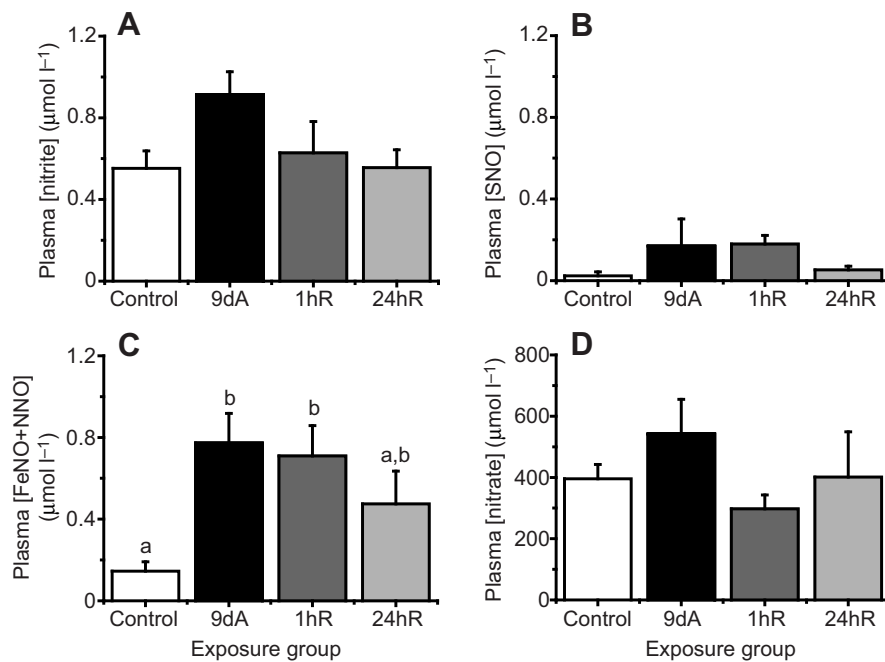 A
Plasma [nitrite] (µmol l⁻¹)
1.2
0.8
0.4
0
Control 9dA 1hR 24hR
B
Plasma [SNO] (µmol l⁻¹)
1.2
0.8
0.4
0
Control 9dA 1hR 24hR
C
Plasma [FeNO+NNO]
(µmol l⁻¹)
1.2
0.8
0.4
0
a
b
b
a,b
Control 9dA 1hR 24hR
Exposure group
D
Plasma [nitrate] (µmol l⁻¹)
800
600
400
200
0
Control 9dA 1hR 24hR
Exposure group